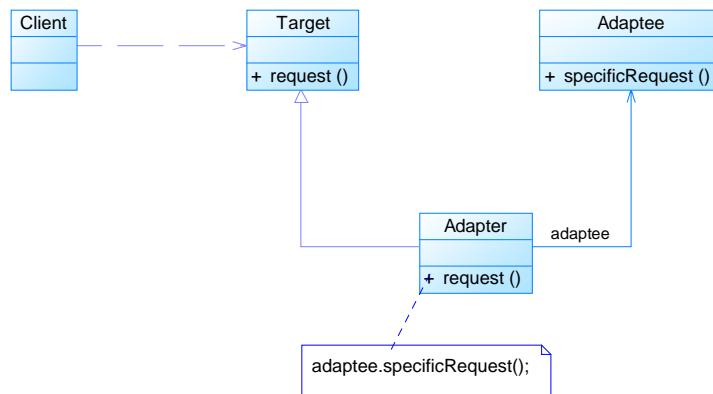 Client
Target
+ request ()
Adaptee
+ specificRequest ()
Adapter
+ request ()
adaptee
adaptee.specificRequest();